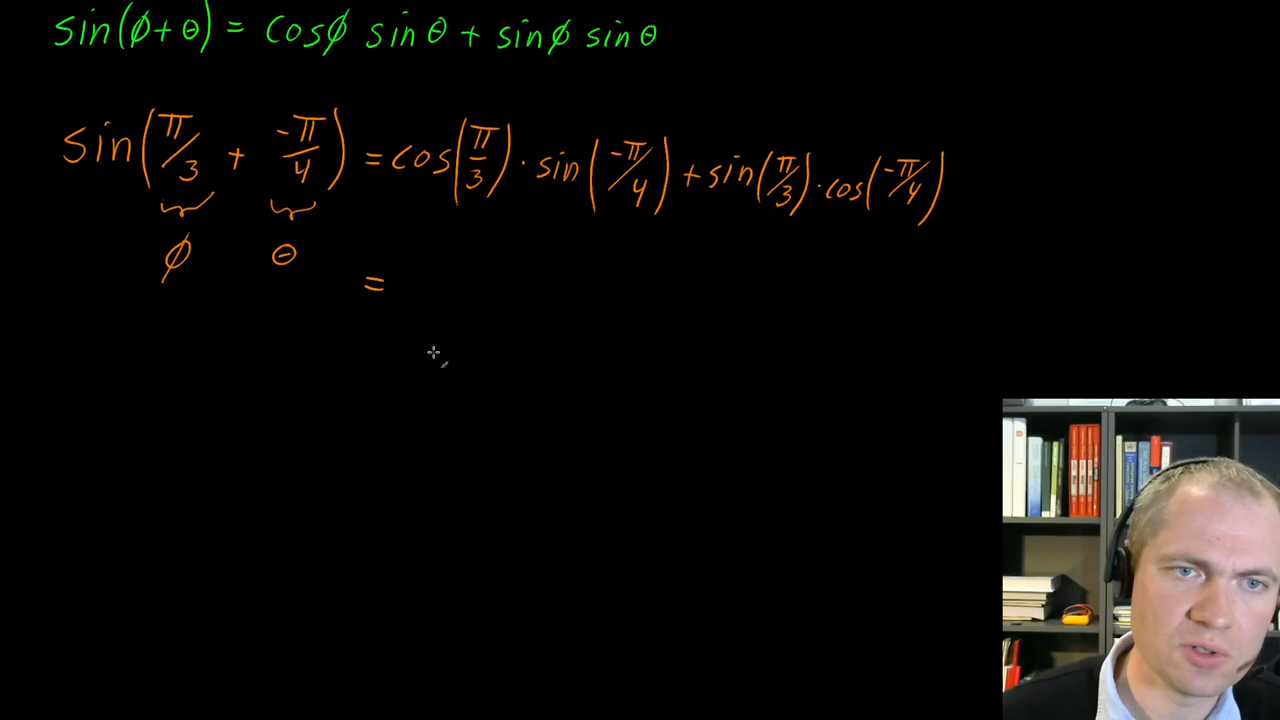 sin(φ+θ) = cosφ sinθ + sinφ sinθ
sin(π/3 + -π/4) = cos(π/3) · sin(-π/4) + sin(π/3) · cos(-π/4)
φ θ
=